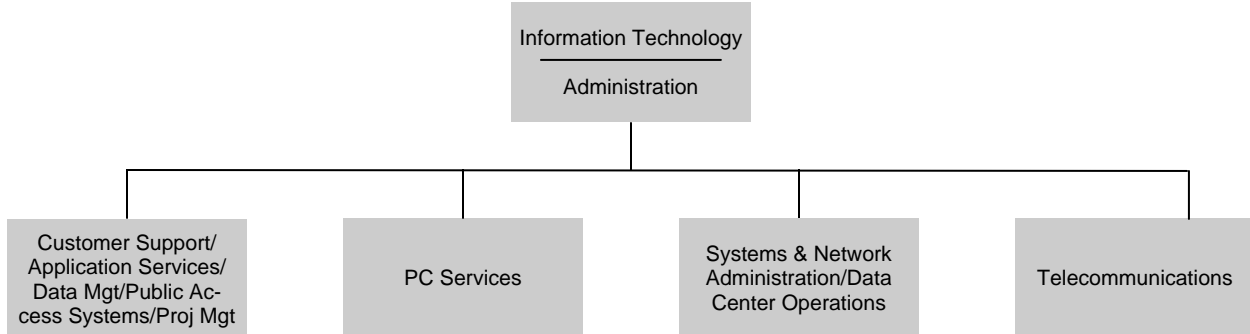 Information Technology
Administration
Customer Support/
Application Services/
Data Mgt/Public Ac-
cess Systems/Proj Mgt
PC Services
Systems & Network
Administration/Data
Center Operations
Telecommunications